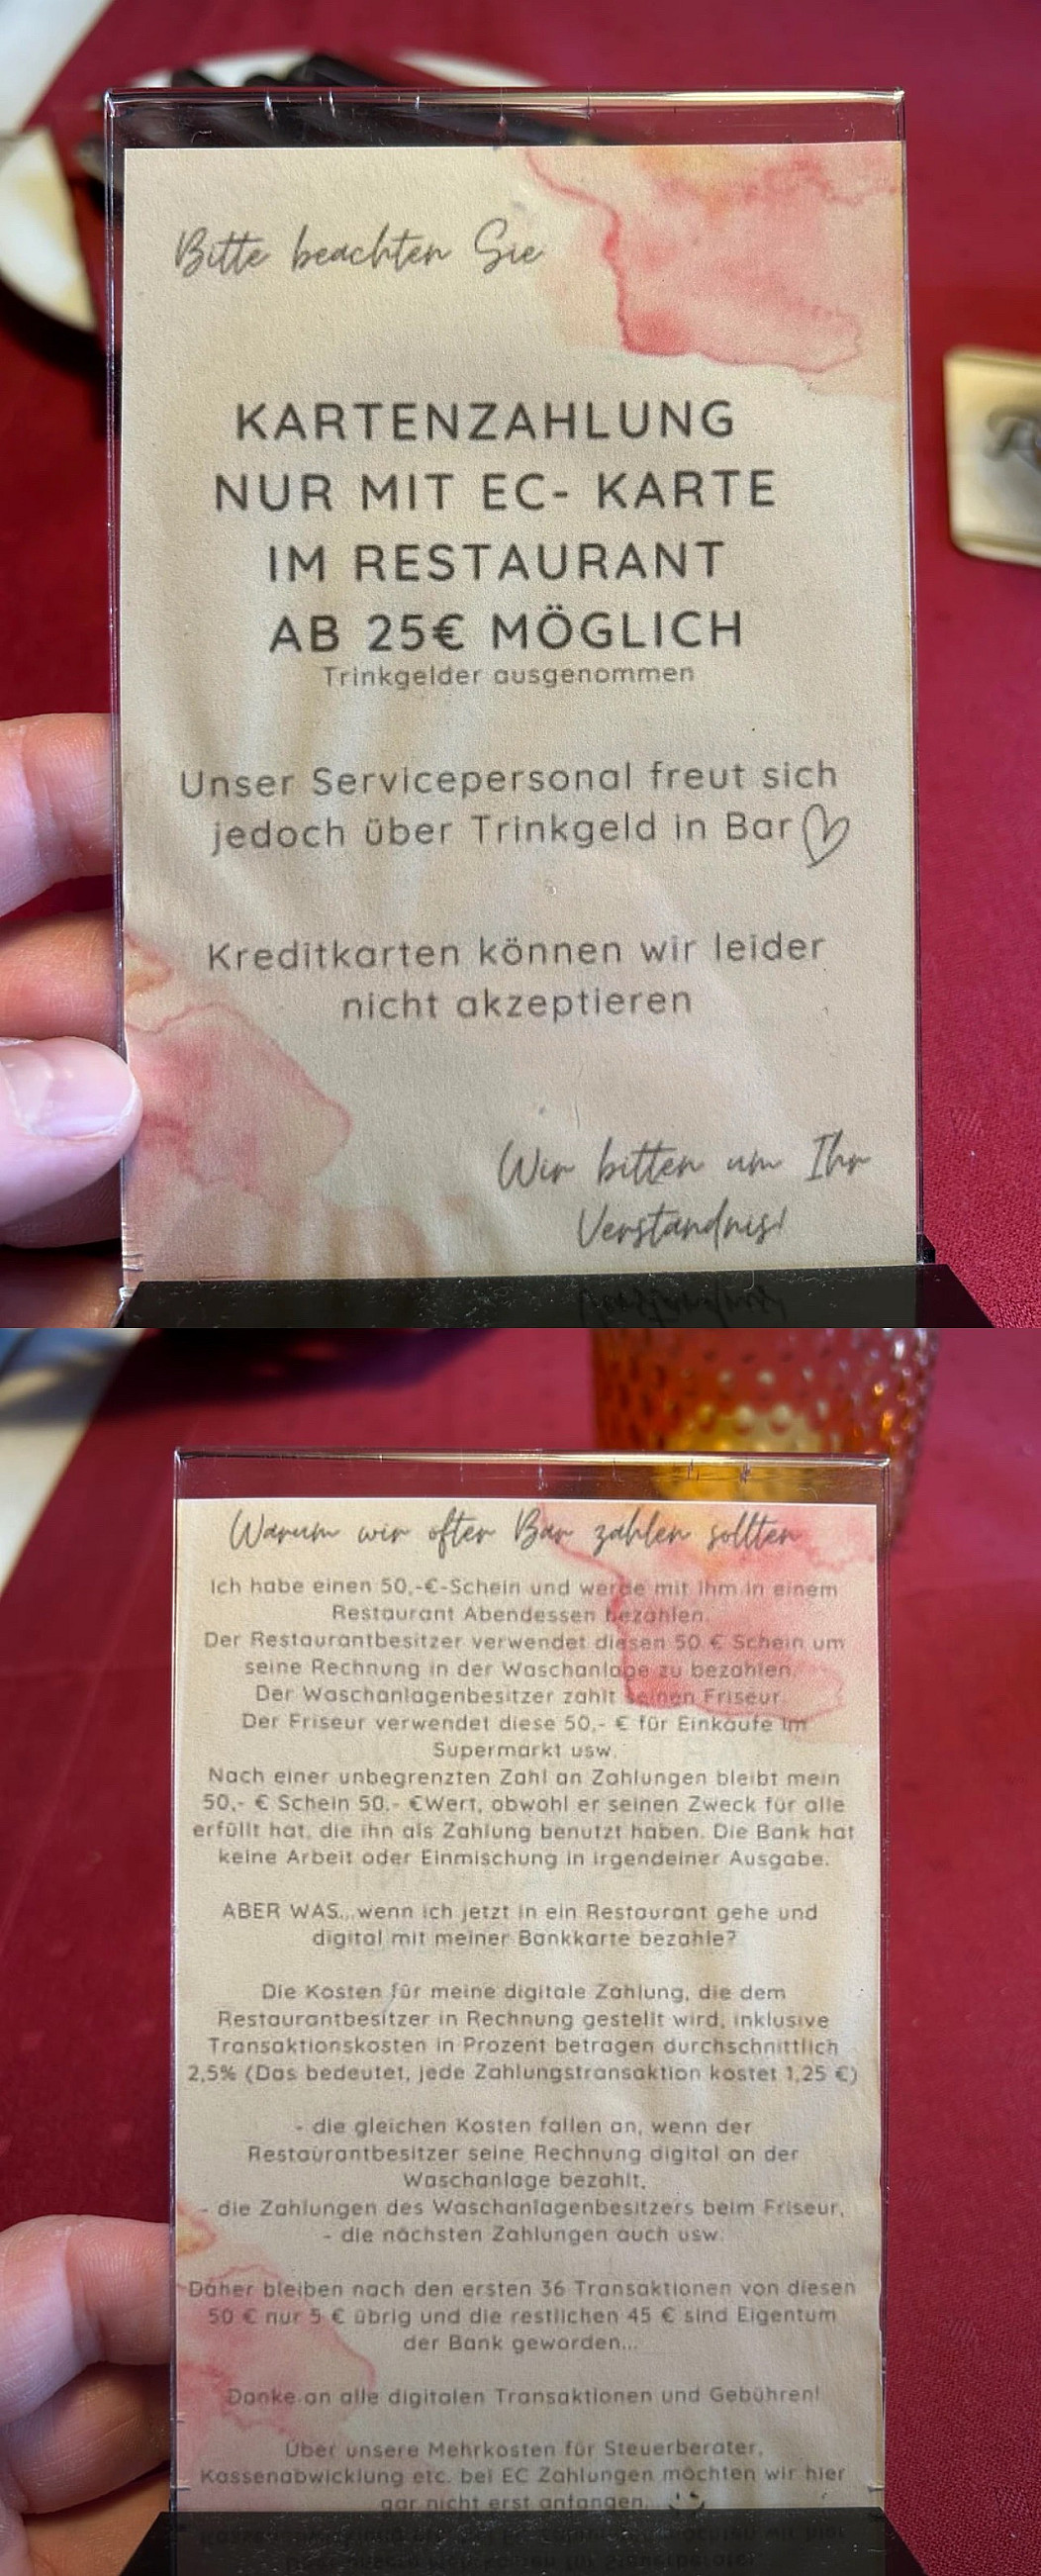 Bitte beachten Sie
KARTENZAHLUNG
NUR MIT EC- KARTE
IM RESTAURANT
AB 25€ MÖGLICH
Trinkgelder ausgenommen
Unser Servicepersonal freut sich
jedoch über Trinkgeld in Bar
Kreditkarten können wir leider
nicht akzeptieren
Wir bitten um Ihr
Verständnis!
Warum wir öfter Bar zahlen sollten
Ich habe einen 50,-€-Schein und werde mit ihm in einem
Restaurant Abendessen bezahlen.
Der Restaurantbesitzer verwendet diesen 50 € Schein um
seine Rechnung in der Waschanlage zu bezahlen.
Der Waschanlagenbesitzer zahlt seinen Friseur.
Der Friseur verwendet diese 50,- € für Einkäufe im
Supermarkt usw.
Nach einer unbegrenzten Zahl an Zahlungen bleibt mein
50,- € Schein 50.- €Wert, obwohl er seinen Zweck für alle
erfüllt hat, die ihn als Zahlung benutzt haben. Die Bank hat
keine Arbeit oder Einmischung in irgendeiner Ausgabe.
ABER WAS...wenn ich jetzt in ein Restaurant gehe und
digital mit meiner Bankkarte bezahle?
Die Kosten für meine digitale Zahlung, die dem
Restaurantbesitzer in Rechnung gestellt wird, inklusive
Transaktionskosten in Prozent betragen durchschnittlich
2,5% (Das bedeutet, jede Zahlungstransaktion kostet 1,25 €)
- die gleichen Kosten fallen an, wenn der
Restaurantbesitzer seine Rechnung digital an der
Waschanlage bezahlt,
- die Zahlungen des Waschanlagenbesitzers beim Friseur,
- die nächsten Zahlungen auch usw.
Daher bleiben nach den ersten 36 Transaktionen von diesen
50 € nur 5 € übrig und die restlichen 45 € sind Eigentum
der Bank geworden...
Danke an alle digitalen Transaktionen und Gebühren!
Über unsere Mehrkosten für Steuerberater,
Kassenabwicklung etc. bei EC Zahlungen möchten wir hier
gar nicht erst anfangen.